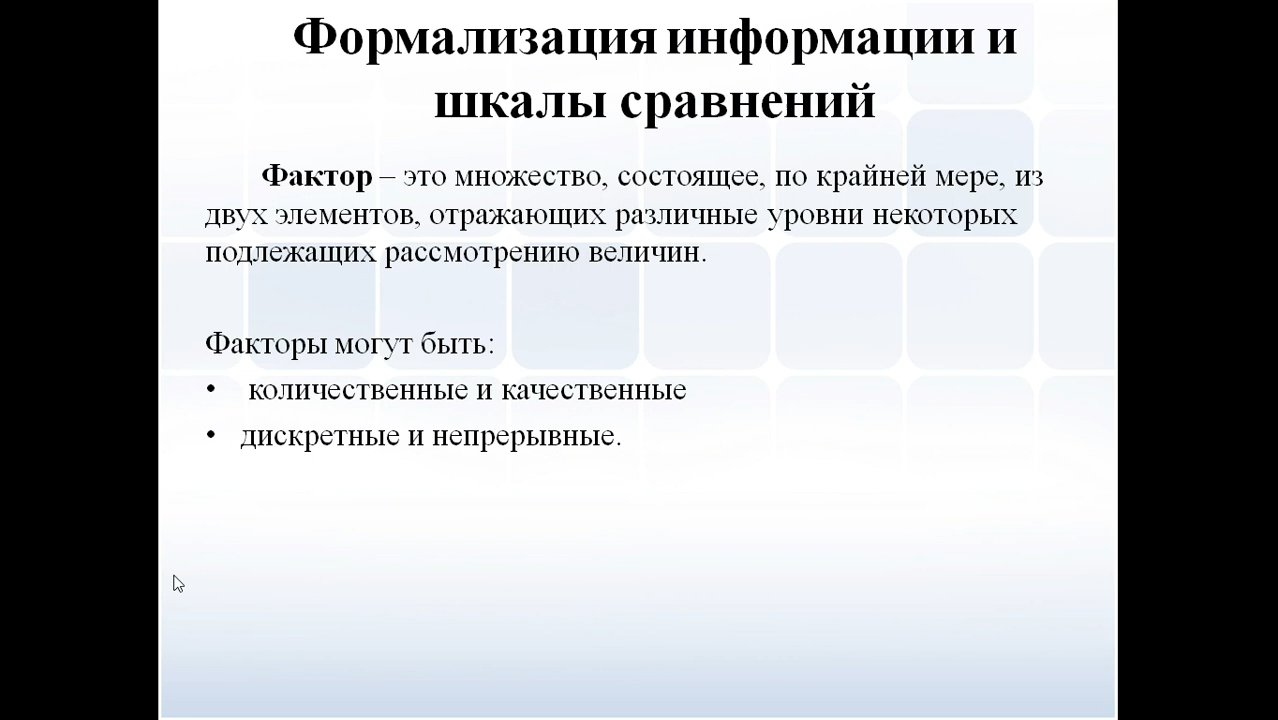 Формализация информации и
шкалы сравнений
Фактор – это множество, состоящее, по крайней мере, из
двух элементов, отражающих различные уровни некоторых
подлежащих рассмотрению величин.
Факторы могут быть:
• количественные и качественные
• дискретные и непрерывные.